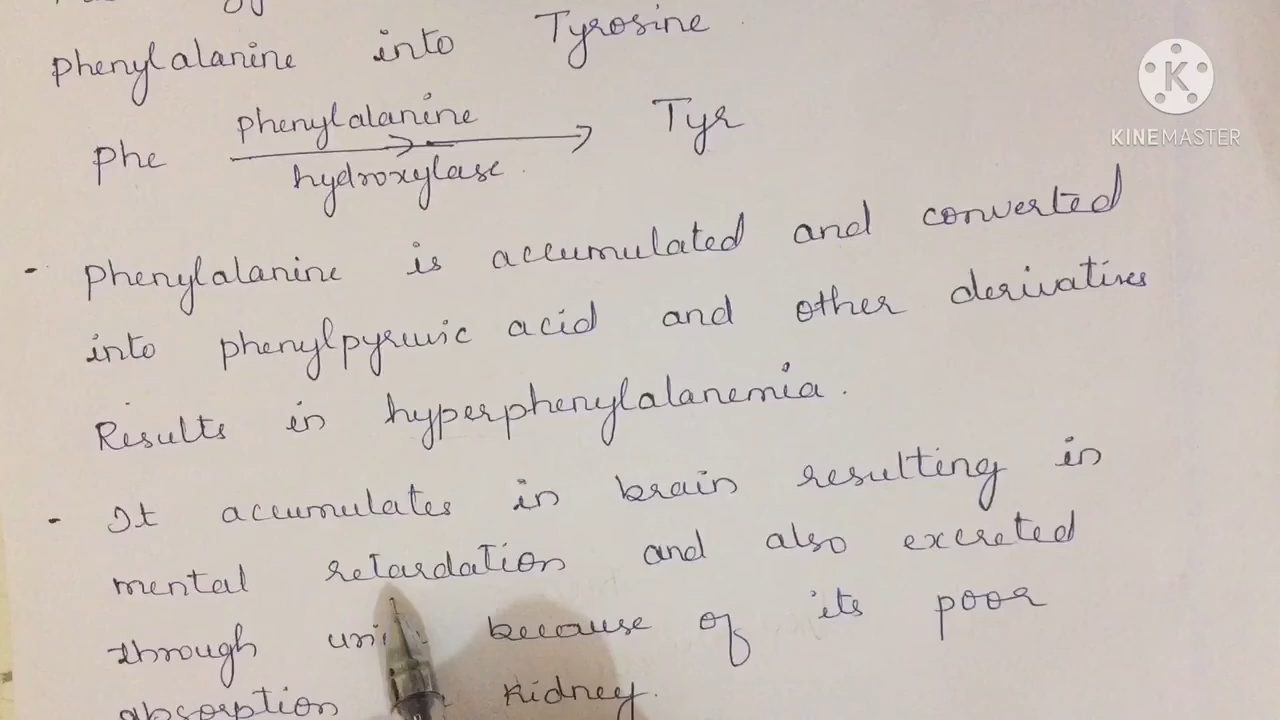 phenylalanine into Tyrosine
Phe phenylalanine hydroxylase Tyr
- phenylalanine is accumulated and converted
into phenylpyruvic acid and other derivatives
Results in hyperphenylalanemia.
- It accumulates in brain resulting in
mental retardation and also excreted
through because of its poor
absorption kidney.
K
KINEMASTER